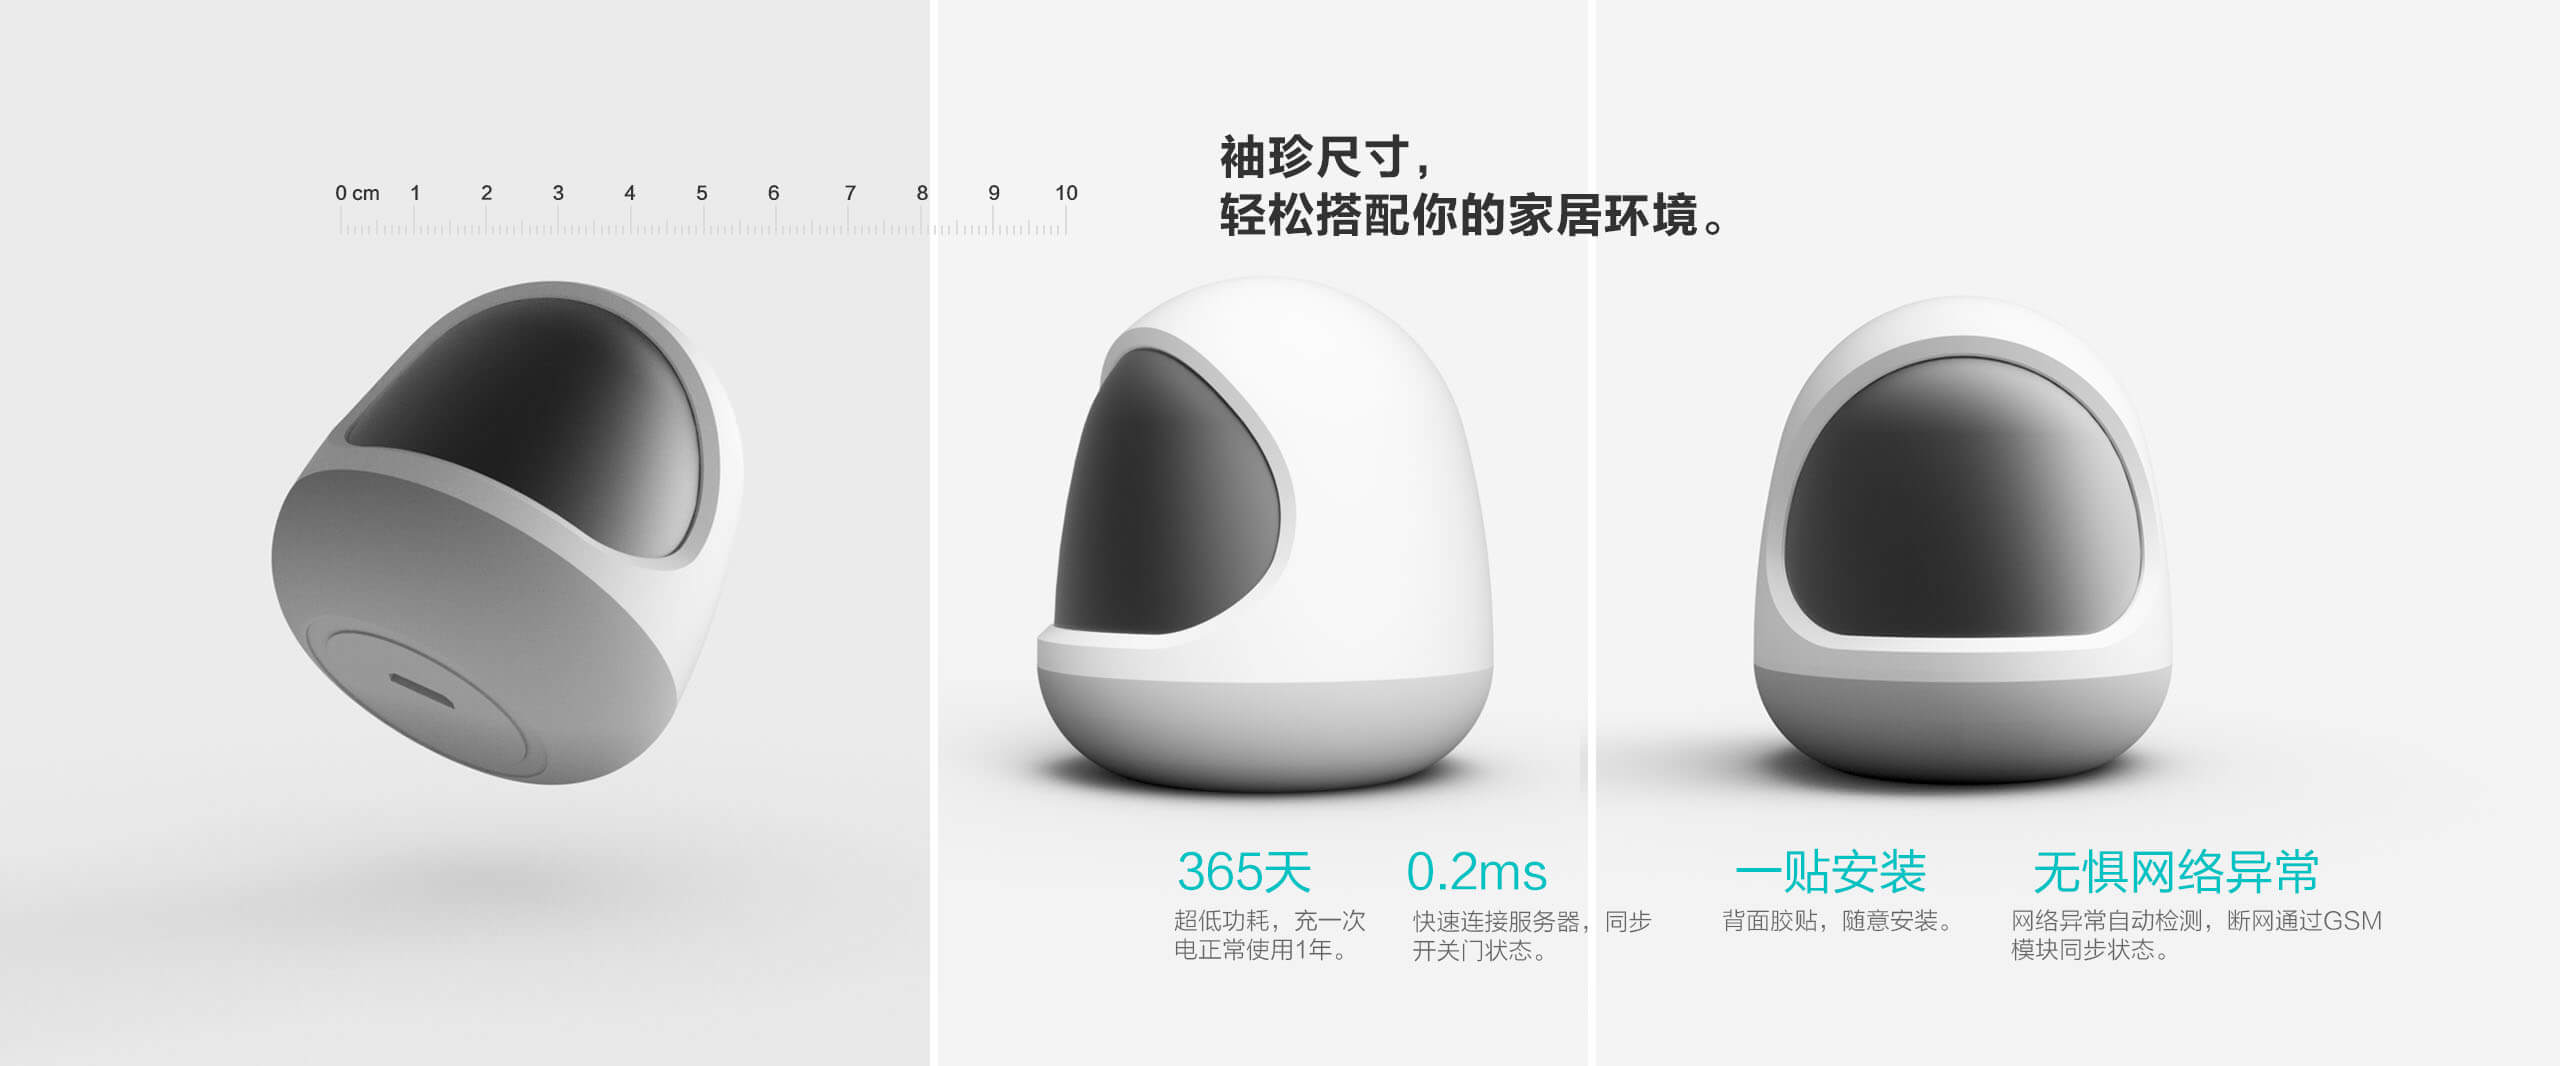 袖珍尺寸，
轻松搭配你的家居环境。
0 cm 1 2 3 4 5 6 7 8 9 10
365天
超低功耗，充一次
电正常使用1年。
0.2ms
快速连接服务器，同步
开关门状态。
一贴安装
背面胶贴，随意安装。
无惧网络异常
网络异常自动检测，断网通过GSM
模块同步状态。